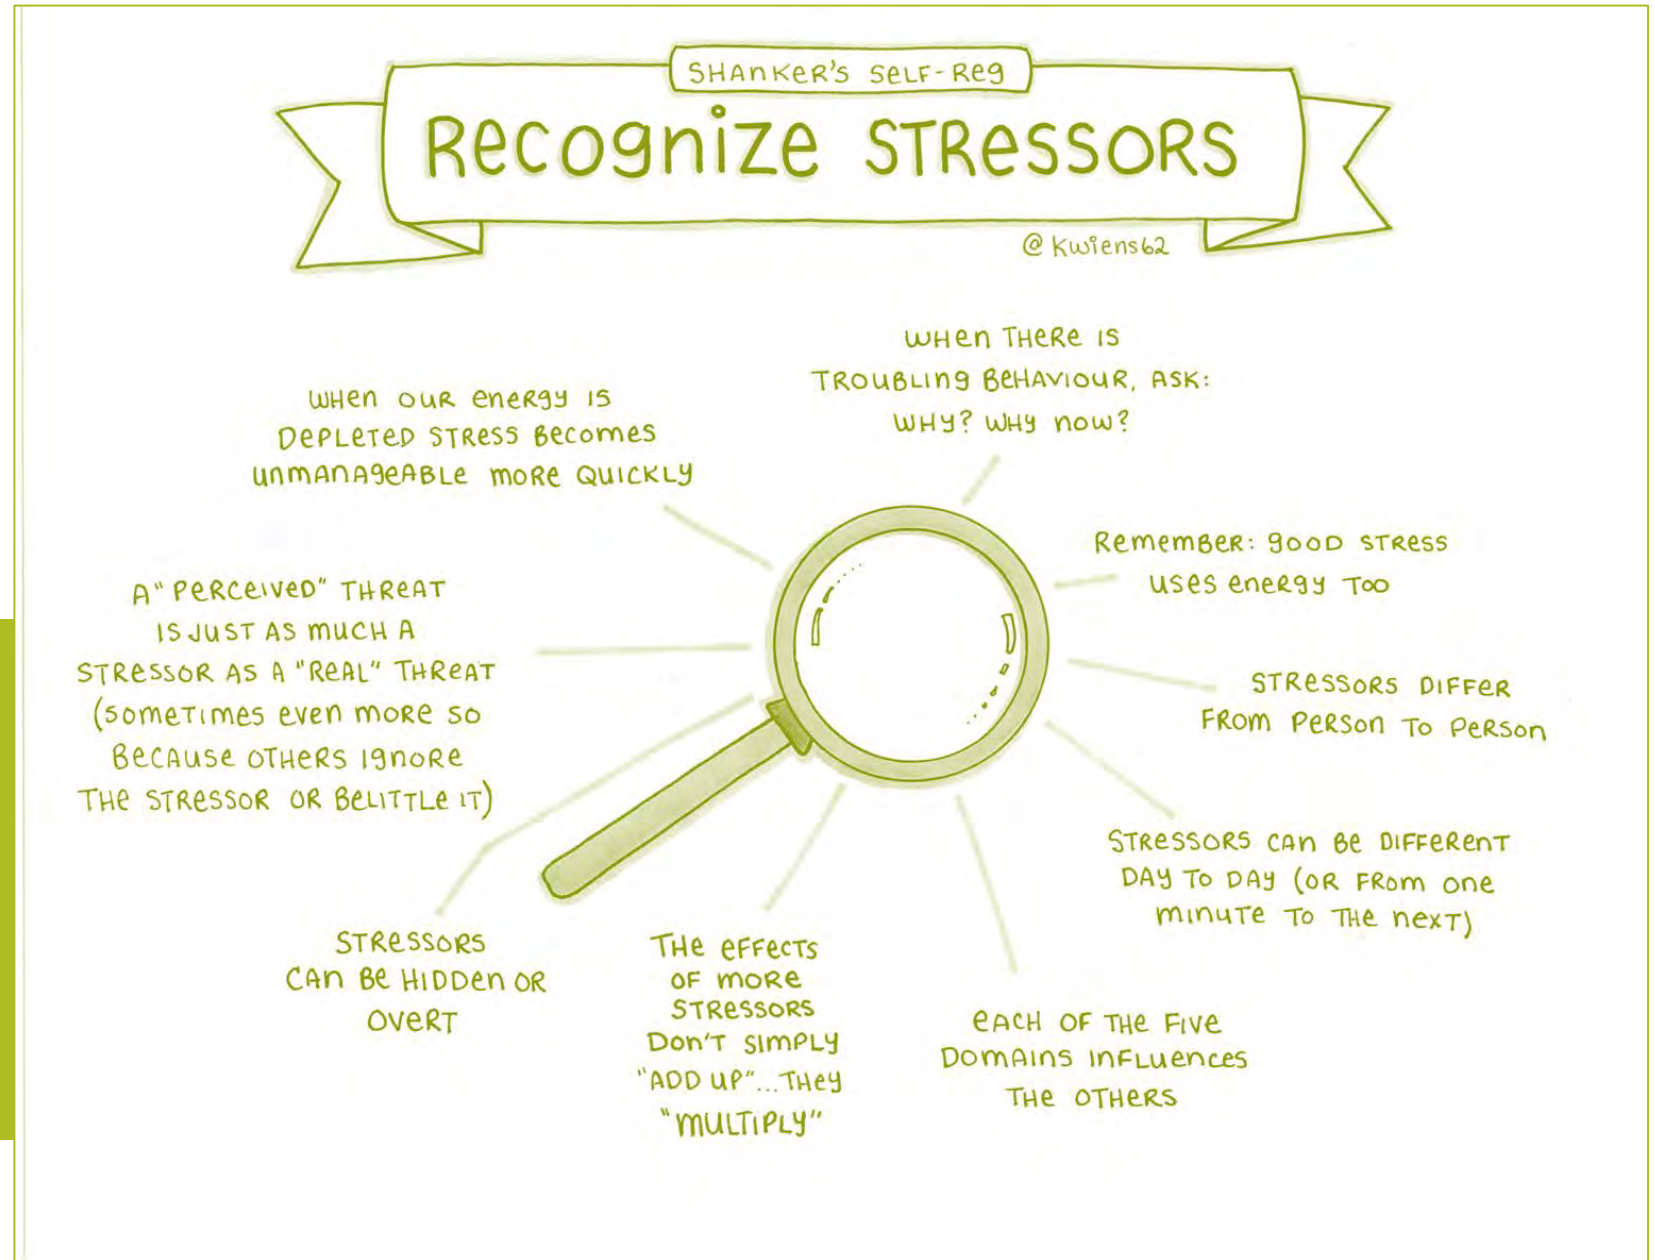 SHANKER'S SELF-REG
RECOGNIZE STRESSORS
@Kwiens62
WHEN THERE IS
TROUBLING BEHAVIOUR, ASK:
WHY? WHY NOW?
REMEMBER: GOOD STRESS
USES ENERGY TOO
STRESSORS DIFFER
FROM PERSON TO PERSON
STRESSORS CAN BE DIFFERENT
DAY TO DAY (OR FROM ONE
MINUTE TO THE NEXT)
EACH OF THE FIVE
DOMAINS INFLUENCES
THE OTHERS
THE EFFECTS
OF MORE
STRESSORS
DON'T SIMPLY
"ADD UP"...THEY
"MULTIPLY"
STRESSORS
CAN BE HIDDEN OR
OVERT
A "PERCEIVED" THREAT
IS JUST AS MUCH A
STRESSOR AS A "REAL" THREAT
(SOMETIMES EVEN MORE SO
BECAUSE OTHERS IGNORE
THE STRESSOR OR BELITTLE IT)
WHEN OUR ENERGY IS
DEPLETED STRESS BECOMES
UNMANAGEABLE MORE QUICKLY